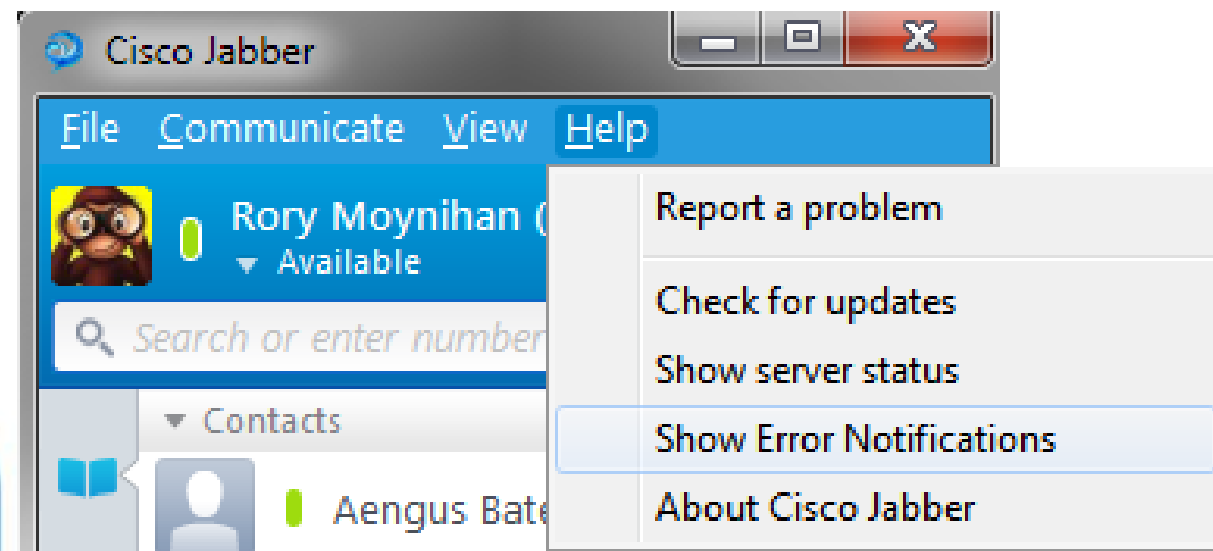 Cisco Jabber
File Communicate View Help
Rory Moynihan (
Available
Search or enter number
Contacts
Aengus Bate
Report a problem
Check for updates
Show server status
Show Error Notifications
About Cisco Jabber